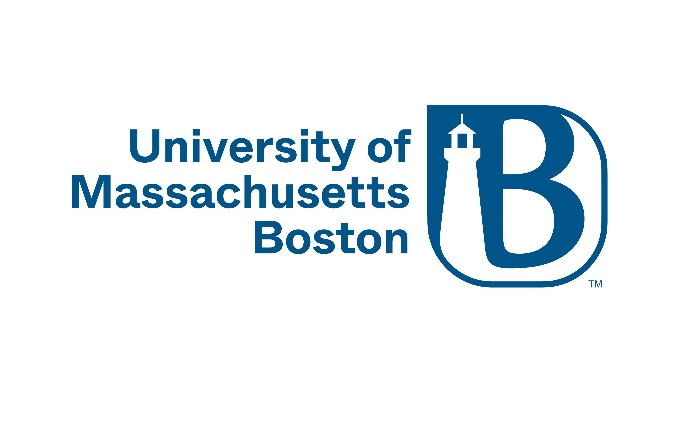 University of
Massachusetts
Boston
B
TM